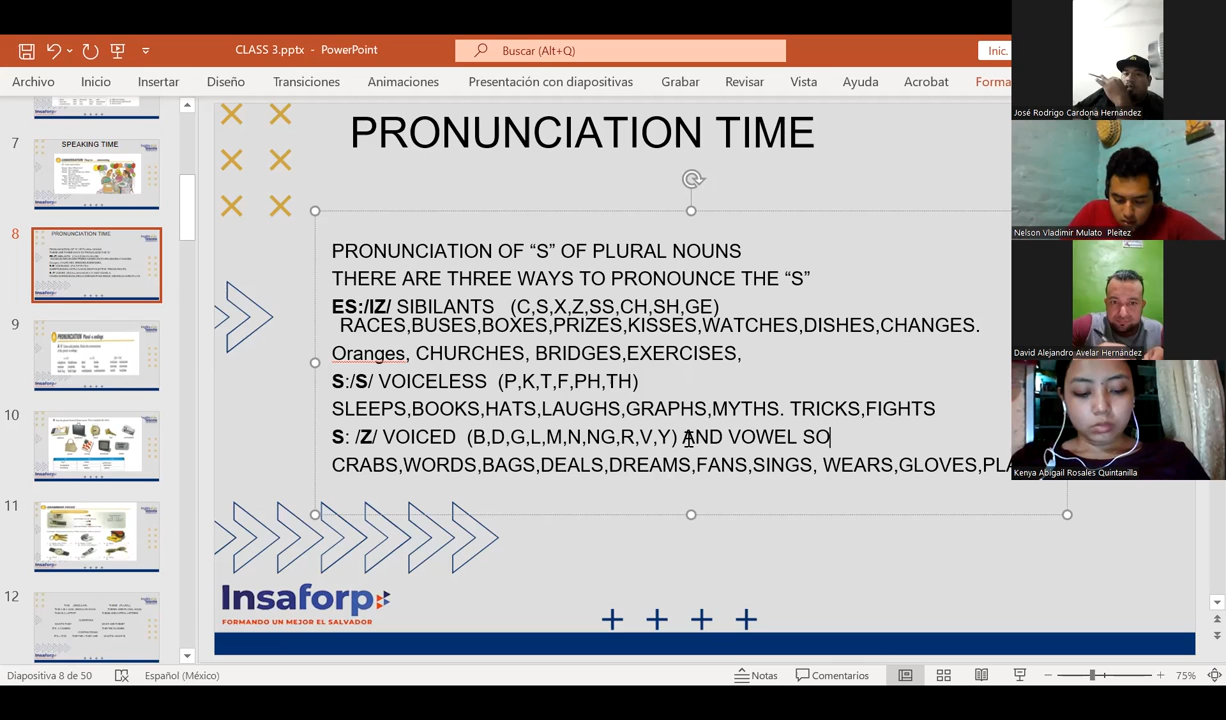 CLASS 3.pptx - PowerPoint
Buscar (Alt+Q)
Inic.
Archivo Inicio Insertar Diseño Transiciones Animaciones Presentación con diapositivas Grabar Revisar Vista Ayuda Acrobat Forma
7
SPEAKING TIME
8
PRONUNCIATION TIME
9
PRONUNCIATION
10
11
12
PRONUNCIATION TIME
PRONUNCIATION OF “S” OF PLURAL NOUNS
THERE ARE THREE WAYS TO PRONOUNCE THE “S”
ES:/IZ/ SIBILANTS (C,S,X,Z,SS,CH,SH,GE)
RACES,BUSES,BOXES,PRIZES,KISSES,WATCHES,DISHES,CHANGES.
Oranges, CHURCHES, BRIDGES,EXERCISES,
S:/S/ VOICELESS (P,K,T,F,PH,TH)
SLEEPS,BOOKS,HATS,LAUGHS,GRAPHS,MYTHS. TRICKS,FIGHTS
S: /Z/ VOICED (B,D,G,L,M,N,NG,R,V,Y) AND VOWEL SO
CRABS,WORDS,BAGS,DEALS,DREAMS,FANS,SINGS, WEARS,GLOVES,PLA
Insaforp
FORMANDO UN MEJOR EL SALVADOR
José Rodrigo Cardona Hernández
Nelson Vladimir Mulato Pleitez
David Alejandro Avelar Hernández
Kenya Abigail Rosales Quintanilla
Diapositiva 8 de 50
Español (México)
Notas
Comentarios
75%